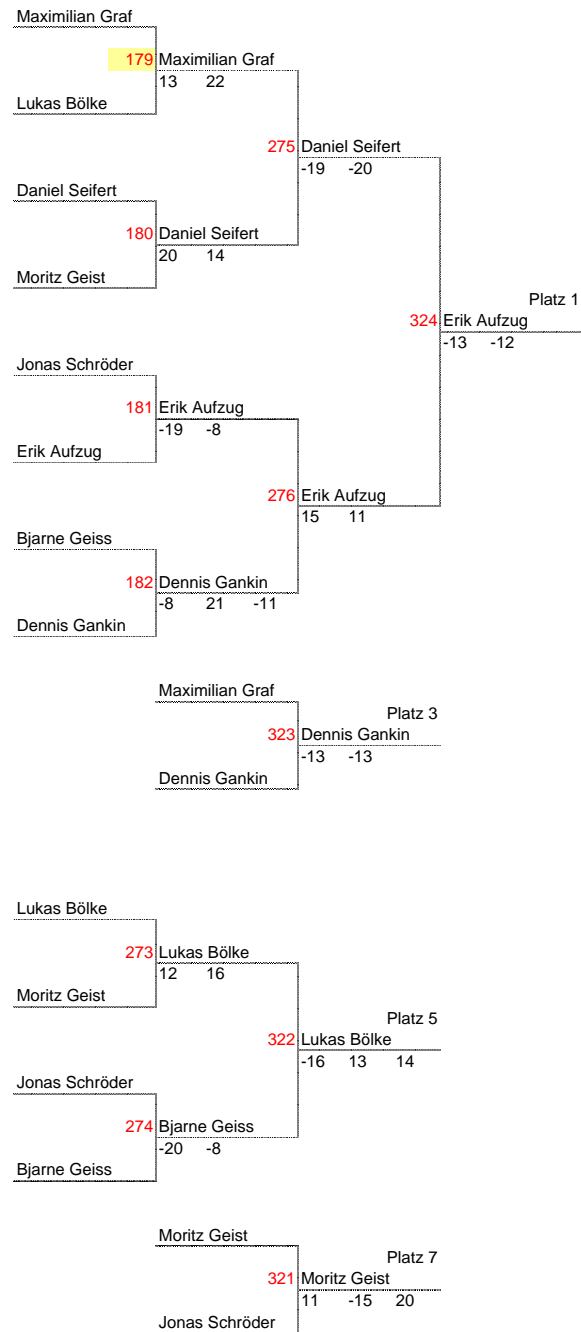 Maximilian Graf
179 Maximilian Graf
13 22
Lukas Bölke
275 Daniel Seifert
-19 -20
Daniel Seifert
180 Daniel Seifert
20 14
Moritz Geist
Platz 1
324 Erik Aufzug
-13 -12
Jonas Schröder
181 Erik Aufzug
-19 -8
Erik Aufzug
276 Erik Aufzug
15 11
Bjarne Geiss
182 Dennis Gankin
-8 21 -11
Dennis Gankin
Maximilian Graf
Platz 3
323 Dennis Gankin
-13 -13
Dennis Gankin
Lukas Bölke
273 Lukas Bölke
12 16
Moritz Geist
Platz 5
322 Lukas Bölke
-16 13 14
Jonas Schröder
274 Bjarne Geiss
-20 -8
Bjarne Geiss
Moritz Geist
Platz 7
321 Moritz Geist
11 -15 20
Jonas Schröder